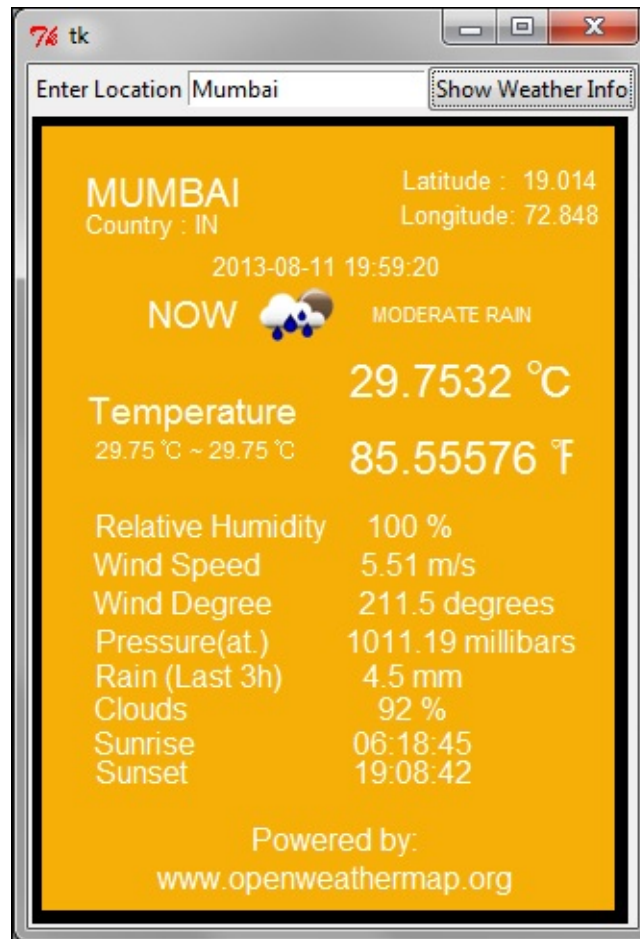 tk
Enter Location Mumbai Show Weather Info
MUMBAI Latitude : 19.014
Country : IN Longitude: 72.848
2013-08-11 19:59:20
NOW MODERATE RAIN
29.7532 °C
Temperature
29.75 °C ~ 29.75 °C
85.55576 °F
Relative Humidity 100 %
Wind Speed 5.51 m/s
Wind Degree 211.5 degrees
Pressure(at.) 1011.19 millibars
Rain (Last 3h) 4.5 mm
Clouds 92 %
Sunrise 06:18:45
Sunset 19:08:42
Powered by:
www.openweathermap.org